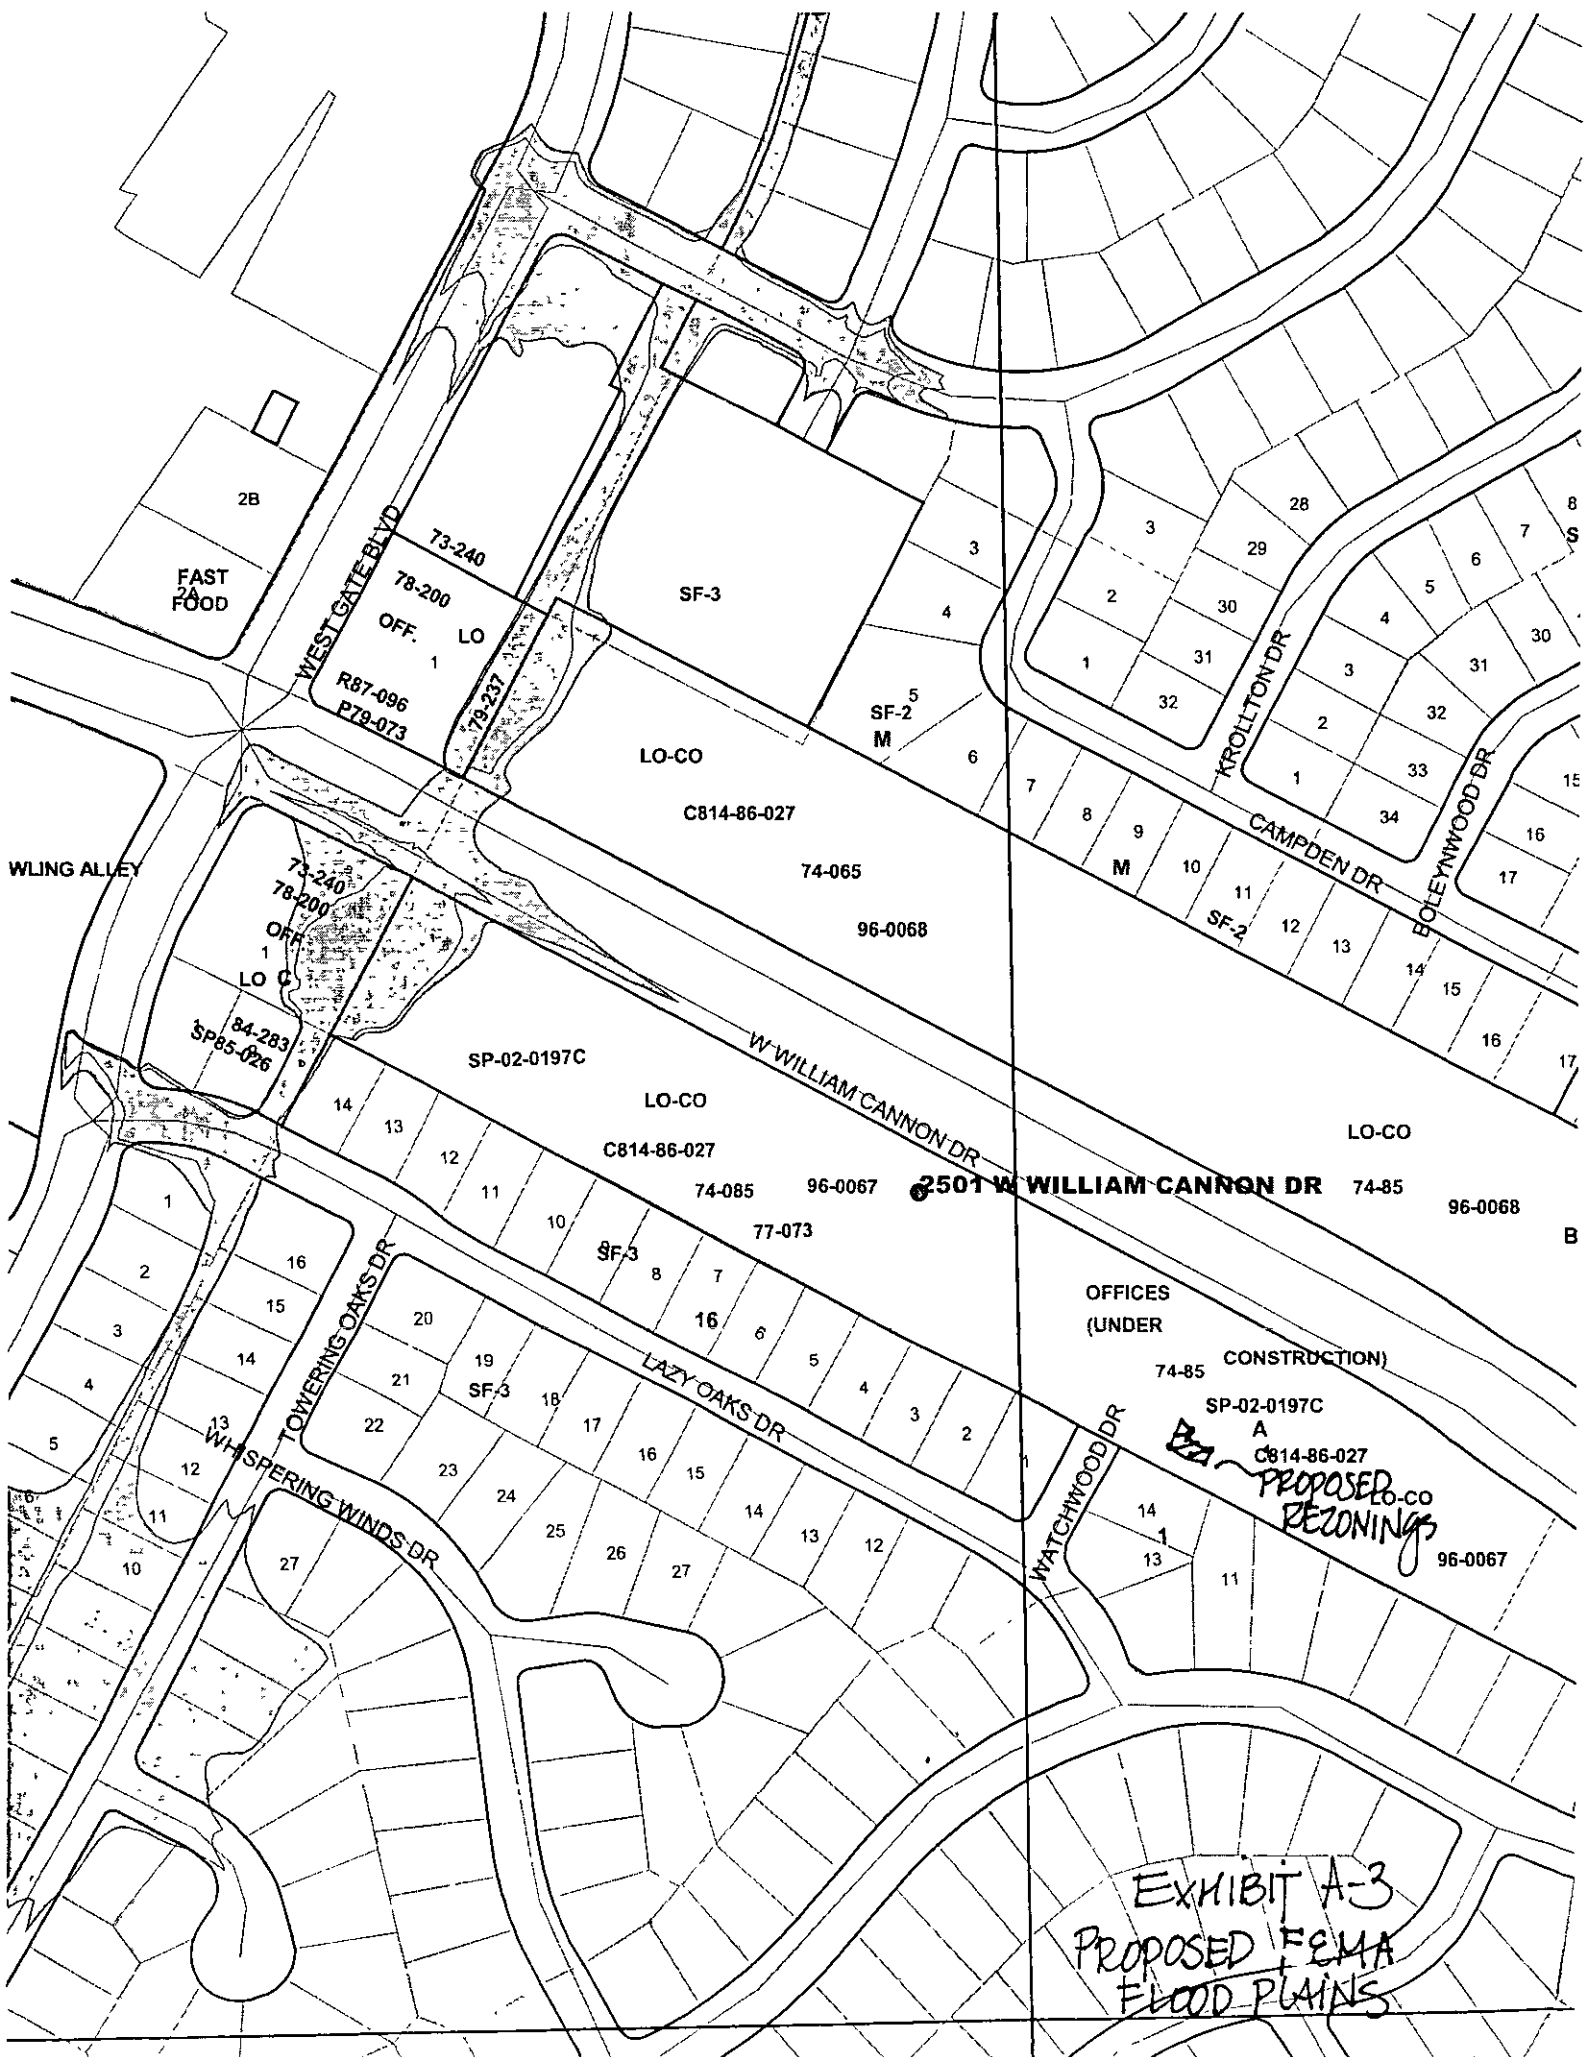 2B
FAST
2A
FOOD
WEST GATE BLVD
73-240
78-200
OFF.
LO
1
R87-096
P79-073
79-237
SF-3
3
4
5
SF-2
M
6
7
8
9
M
10
11
SF-2
12
13
14
15
16
17
3
2
1
28
29
30
31
32
KROLLTON DR
8
S
7
6
5
4
3
2
1
30
31
32
33
34
BOLEYNWOOD DR
15
16
17
CAMPDEN DR
LO-CO
C814-86-027
74-065
96-0068
WLING ALLEY
73-240
78-200
OFF
1
LO C
84-283
SP85-026
SP-02-0197C
LO-CO
C814-86-027
74-085
96-0067
77-073
W WILLIAM CANNON DR
2501 W WILLIAM CANNON DR
LO-CO
74-85
96-0068
B
OFFICES
(UNDER
CONSTRUCTION)
74-85
SP-02-0197C
A
C814-86-027
PROPOSED
LO-CO
REZONINGS
96-0067
14
13
12
11
10
SF-3
8
7
16
6
5
4
3
2
1
LAZY OAKS DR
1
2
3
4
5
6
16
15
14
13
12
11
10
TOWERING OAKS DR
WHISPERING WINDS DR
20
21
22
19
SF-3
18
17
16
15
14
13
12
23
24
25
26
27
27
WATCHWOOD DR
14
1
13
11
EXHIBIT A-3
PROPOSED FEMA
FLOOD PLAINS